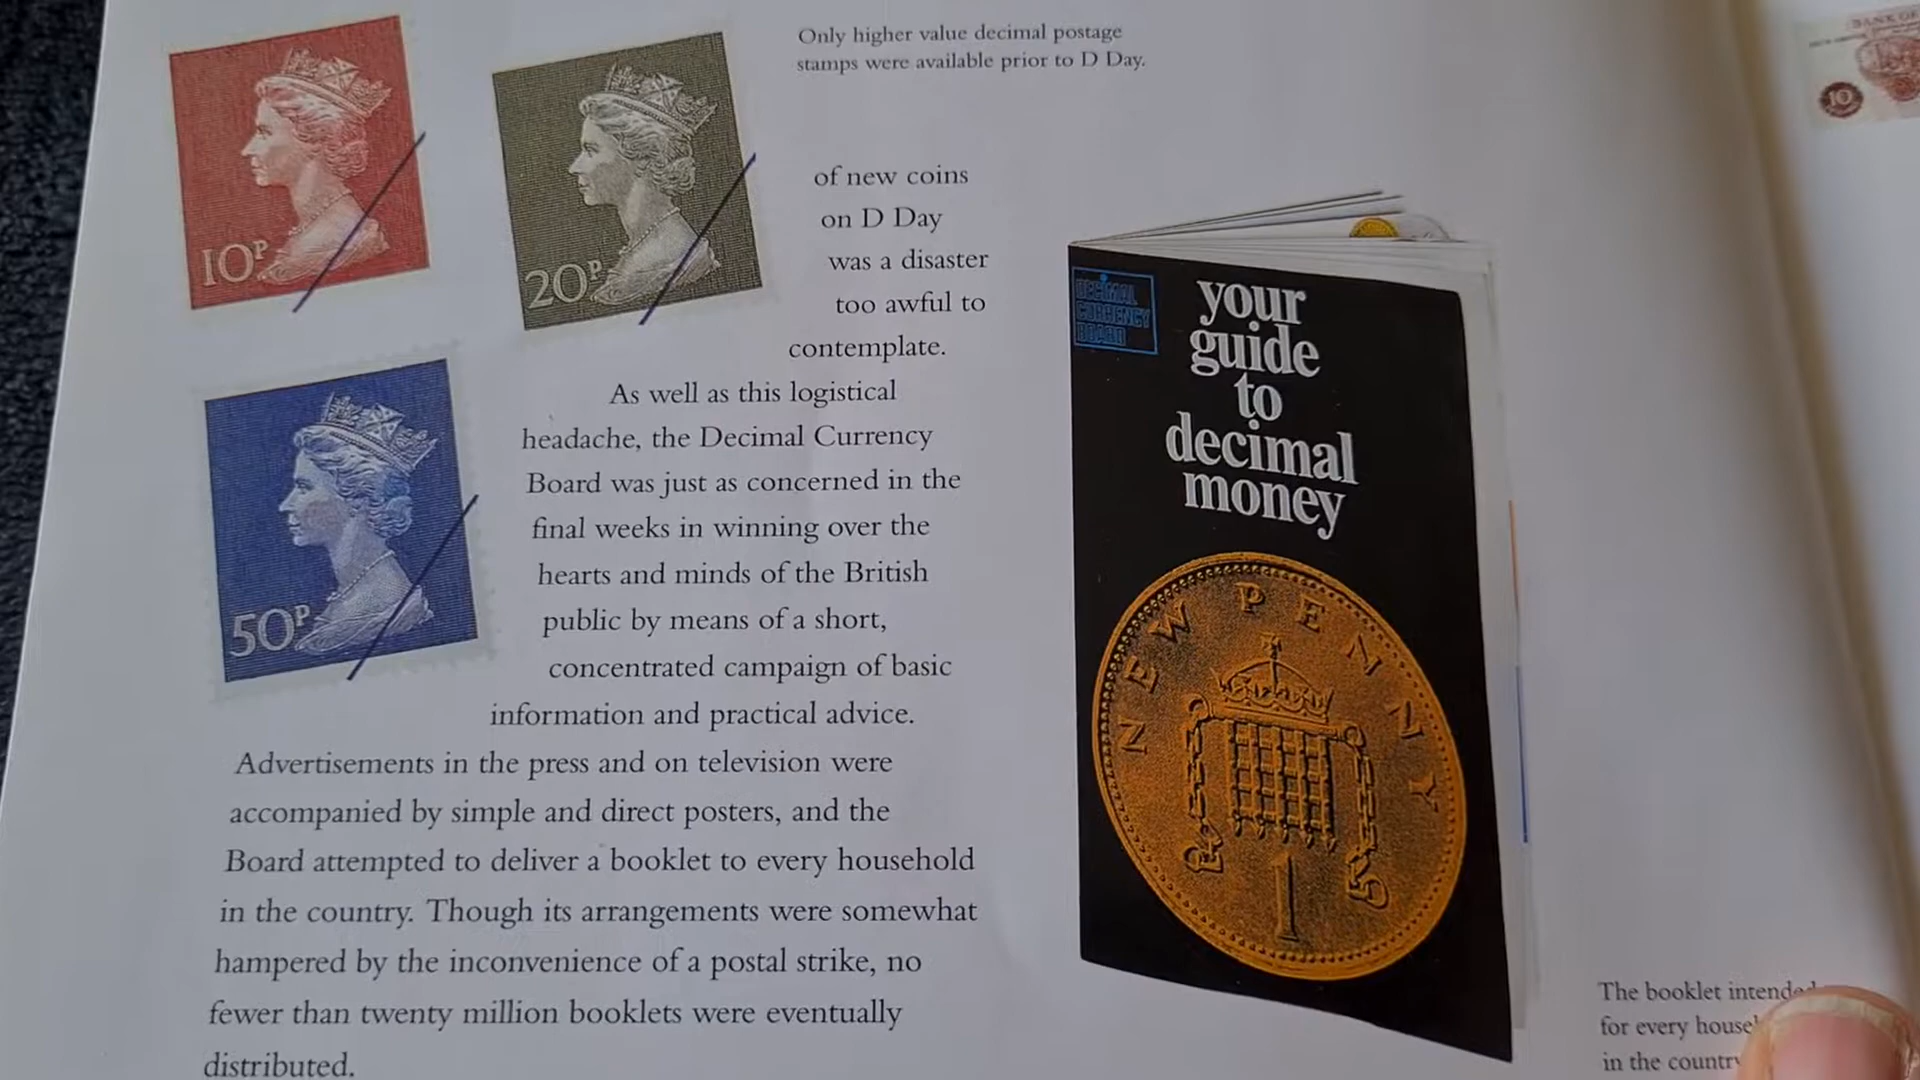 Only higher value decimal postage
stamps were available prior to D Day.
10P
20P
50P
of new coins
on D Day
was a disaster
too awful to
contemplate.
As well as this logistical
headache, the Decimal Currency
Board was just as concerned in the
final weeks in winning over the
hearts and minds of the British
public by means of a short,
concentrated campaign of basic
information and practical advice.
Advertisements in the press and on television were
accompanied by simple and direct posters, and the
Board attempted to deliver a booklet to every household
in the country. Though its arrangements were somewhat
hampered by the inconvenience of a postal strike, no
fewer than twenty million booklets were eventually
distributed.
DECIMAL
CURRENCY
BOARD
your
guide
to
decimal
money
NEW PENNY
1
The booklet intended
for every
in the country
BANK OF
10